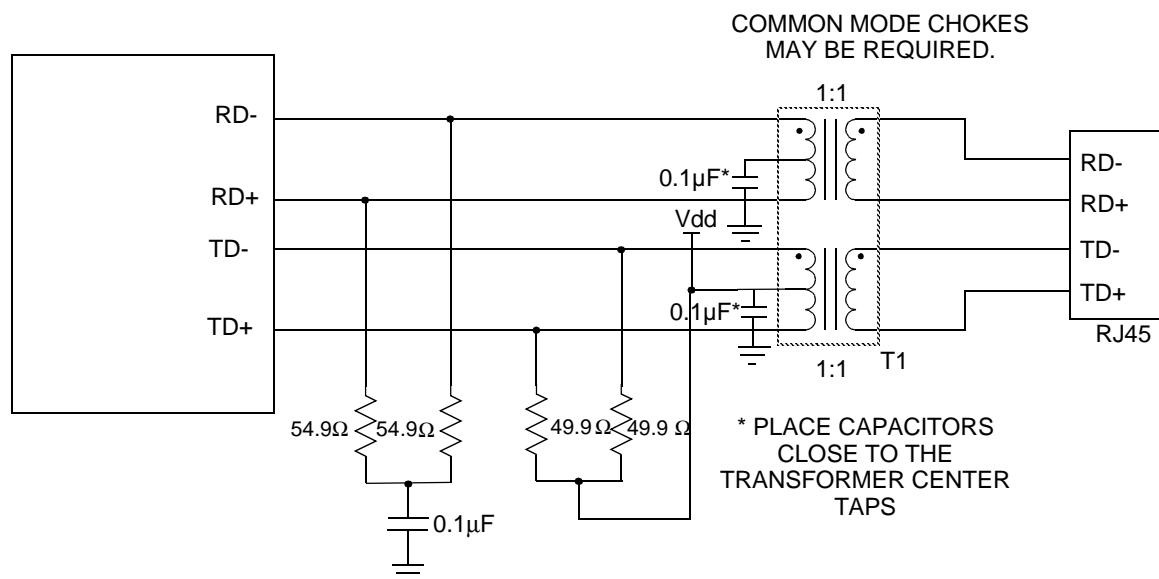 COMMON MODE CHOKES
MAY BE REQUIRED.
1:1
RD-
RD-
0.1µF*
RD+
RD+
Vdd
TD-
TD-
0.1µF*
TD+
TD+
RJ45
1:1
T1
54.9Ω
54.9Ω
49.9 Ω
49.9 Ω
* PLACE CAPACITORS
CLOSE TO THE
TRANSFORMER CENTER
TAPS
0.1µF